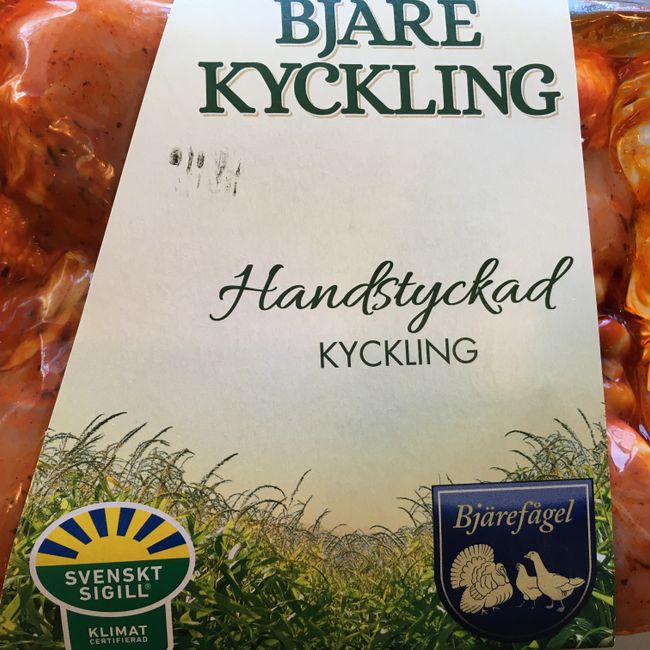 BJÄRE
KYCKLING
Handstyckad
KYCKLING
Bjärefågel
SVENSKT
SIGILL®
KLIMAT
CERTIFIERAD